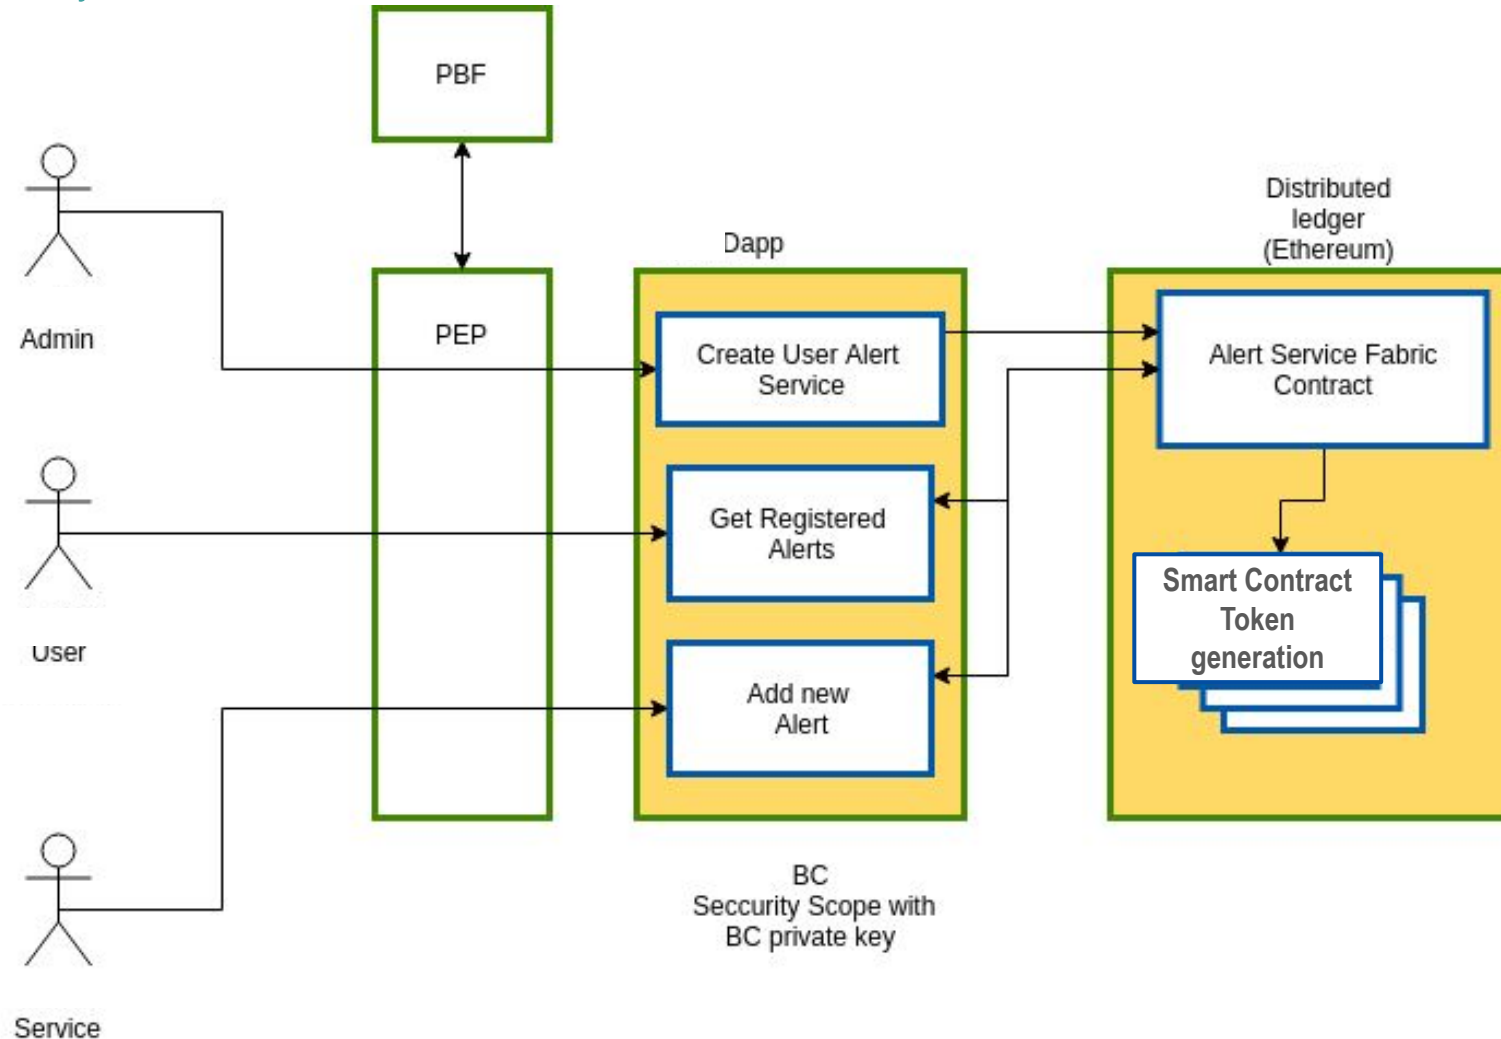 PBF
Admin
PEP
Dapp
Create User Alert
Service
Get Registered
Alerts
Add new
Alert
Distributed
ledger
(Ethereum)
Alert Service Fabric
Contract
Smart Contract
Token
generation
User
BC
Seccurity Scope with
BC private key
Service